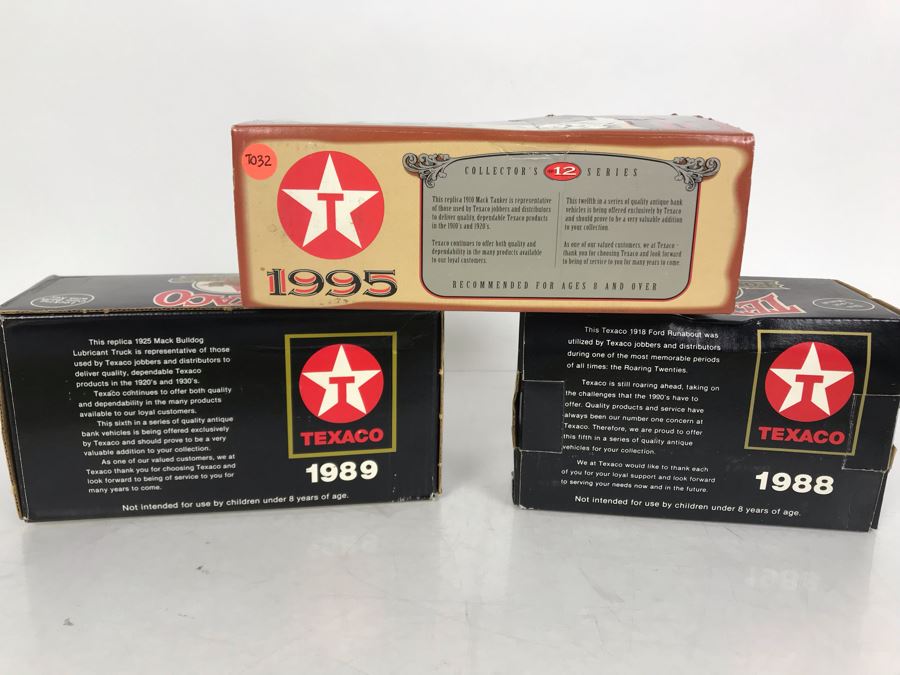 T032
T
1995
COLLECTOR'S #12 SERIES
This replica 1910 Mack Tanker is representative
of those used by Texaco jobbers and distributors
to deliver quality, dependable Texaco products
in the 1910's and 1920's.
Texaco continues to offer both quality and
dependability in the many products available
to our loyal customers.
This twelfth in a series of quality antique bank
vehicles is being offered exclusively by Texaco
and should prove to be a very valuable addition
to your collection.
As one of our valued customers, we at Texaco
thank you for choosing Texaco and look forward
to being of service to you for many years to come.
RECOMMENDED FOR AGES 8 AND OVER
TEXACO
This replica 1925 Mack Bulldog
Lubricant Truck is representative of those
used by Texaco jobbers and distributors to
deliver quality, dependable Texaco
products in the 1920's and 1930's.
Texaco continues to offer both quality
and dependability in the many products
available to our loyal customers.
This sixth in a series of quality antique
bank vehicles is being offered exclusively
by Texaco and should prove to be a very
valuable addition to your collection.
As one of our valued customers, we at
Texaco thank you for choosing Texaco and
look forward to being of service to you for
many years to come.
Not intended for use by children under 8 years of age.
T
TEXACO
1989
This Texaco 1918 Ford Runabout was
utilized by Texaco jobbers and distributors
during one of the most memorable periods
of all times: the Roaring Twenties.
Texaco is still roaring ahead, taking on
the challenges that the 1990's have to
offer. Quality products and service have
always been our number one concern at
Texaco. Therefore, we are proud to offer
this fifth in a series of quality antique
vehicles for your collection.
We at Texaco would like to thank each
of you for your loyal support and look forward
to serving your needs now and in the future.
Not intended for use by children under 8 years of age.
T
TEXACO
1988